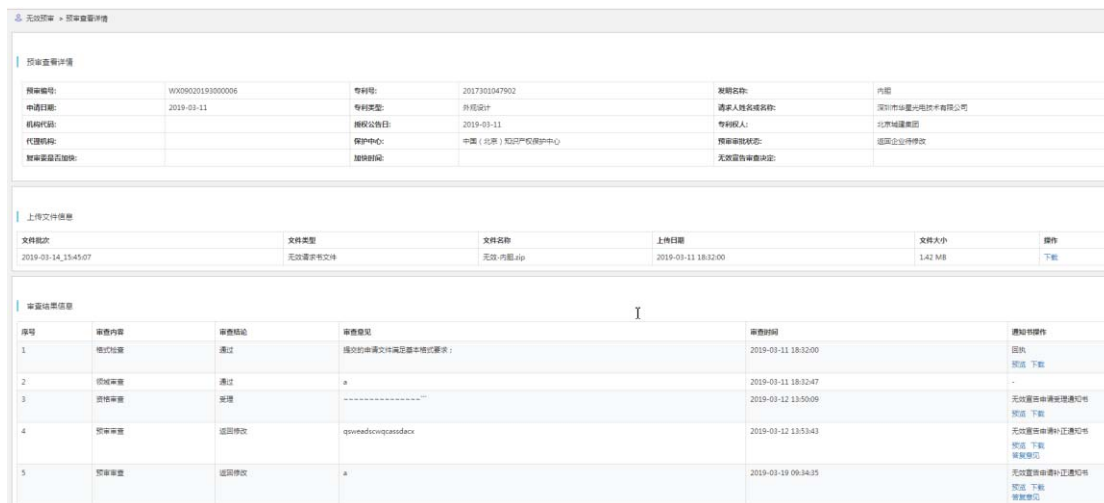 无效预审 » 预审查看详情
预审查看详情
预审编号: WX09020193000006 专利号: 2017301047902 发明名称: 内胆
申请日期: 2019-03-11 专利类型: 外观设计 请求人姓名或名称: 深圳市华星光电技术有限公司
机构代码: 授权公告日: 2019-03-11 专利权人: 北京城建集团
代理机构: 保护中心: 中国(北京)知识产权保护中心 预审审批状态: 返回企业待修改
复审委是否加快: 加快时间: 无效宣告审查决定:
上传文件信息
文件批次 文件类型 文件名称 上传日期 文件大小 操作
2019-03-14_15:45:07 无效请求书文件 无效-内胆.zip 2019-03-11 18:32:00 1.42 MB 下载
审查结果信息
序号 审查内容 审查结论 审查意见 审查时间 通知书操作
1 格式检查 通过 提交的申请文件满足基本格式要求; 2019-03-11 18:32:00 回执
预览 下载
2 领域审查 通过 a 2019-03-11 18:32:47 -
3 资格审查 受理 2019-03-12 13:50:09 无效宣告申请受理通知书
预览 下载
4 预审审查 返回修改 qsweadscwqcassdacx 2019-03-12 13:53:43 无效宣告申请补正通知书
预览 下载
答复意见
5 预审审查 返回修改 a 2019-03-19 09:34:35 无效宣告申请补正通知书
预览 下载
答复意见